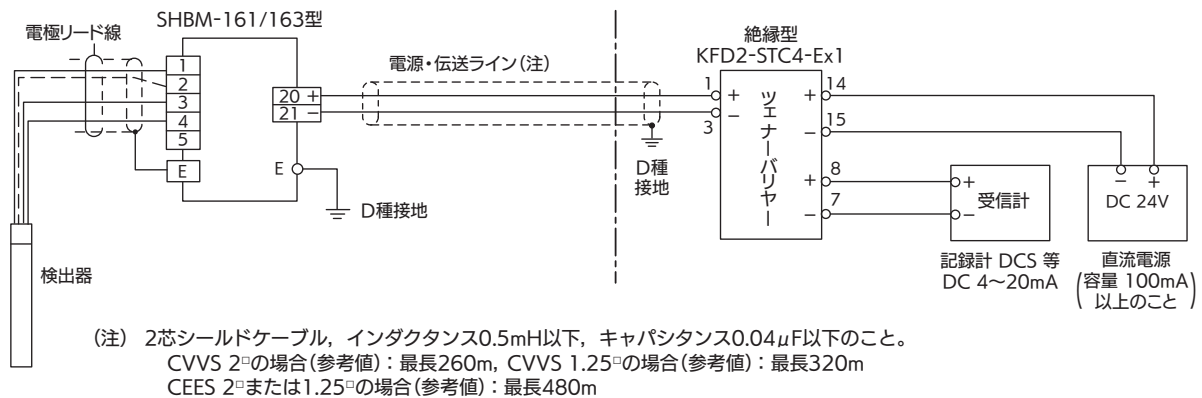 SHBM-161/163型
電極リード線
1
2
3
4
5
E
20 +
21 −
E
D種接地
検出器
電源・伝送ライン(注)
D種
接地
絶縁型
KFD2-STC4-Ex1
1
+
3
−
ツェナーバリヤー
+
14
−
15
+
8
−
7
+
受信計
−
記録計 DCS 等
DC 4〜20mA
− +
DC 24V
直流電源
(容量 100mA
以上のこと)
(注) 2芯シールドケーブル，インダクタンス0.5mH以下，キャパシタンス0.04μF以下のこと。
CVVS 2□の場合(参考値)：最長260m, CVVS 1.25□の場合(参考値)：最長320m
CEES 2□または1.25□の場合(参考値)：最長480m